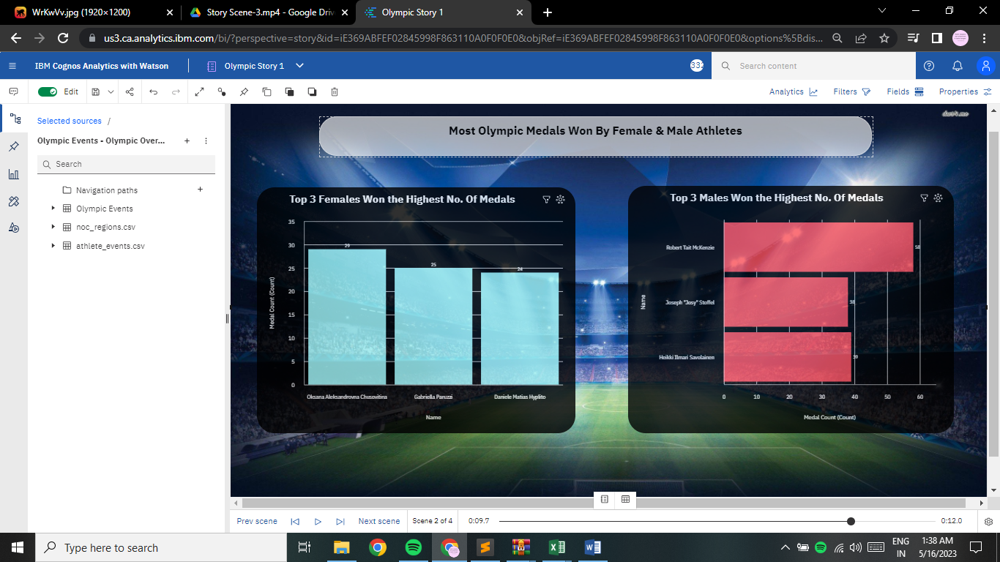 WrKwVv.jpg (1920×1200)
Story Scene-3.mp4 - Google Driv
Olympic Story 1
us3.ca.analytics.ibm.com/bi/?perspective=story&id=iE369ABFEF02845998F863110A0F0F0E0&objRef=iE369ABFEF02845998F863110A0F0F0E0&options%5Bdis...
IBM Cognos Analytics with Watson
Olympic Story 1
332
Search content
Edit
Analytics
Filters
Fields
Properties
Selected sources /
Olympic Events - Olympic Over...
Search
Navigation paths
Olympic Events
noc_regions.csv
athlete_events.csv
Most Olympic Medals Won By Female & Male Athletes
Top 3 Females Won the Highest No. Of Medals
Medal Count (Count)
35
30
25
20
15
10
5
0
29
25
24
Oksana Aleksandrovna Chusovitina
Gabriella Paruzzi
Daniele Matias Hyplito
Name
Top 3 Males Won the Highest No. Of Medals
Name
Robert Tait McKenzie
58
Joseph "Josy" Stoffel
38
Heikki Ilmari Savolainen
39
0 10 20 30 40 50 60
Medal Count (Count)
Prev scene
Next scene
Scene 2 of 4
0:09.7
0:12.0
Type here to search
ENG
IN
1:38 AM
5/16/2023